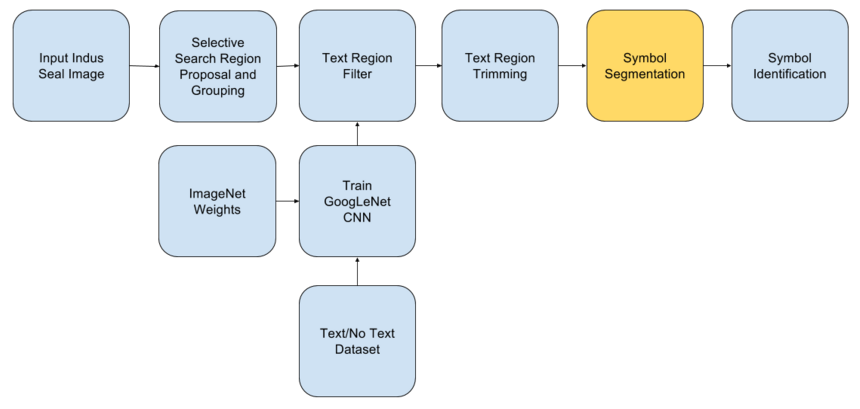 Input Indus
Seal Image
Selective
Search Region
Proposal and
Grouping
Text Region
Filter
Text Region
Trimming
Symbol
Segmentation
Symbol
Identification
ImageNet
Weights
Train
GoogLeNet
CNN
Text/No Text
Dataset